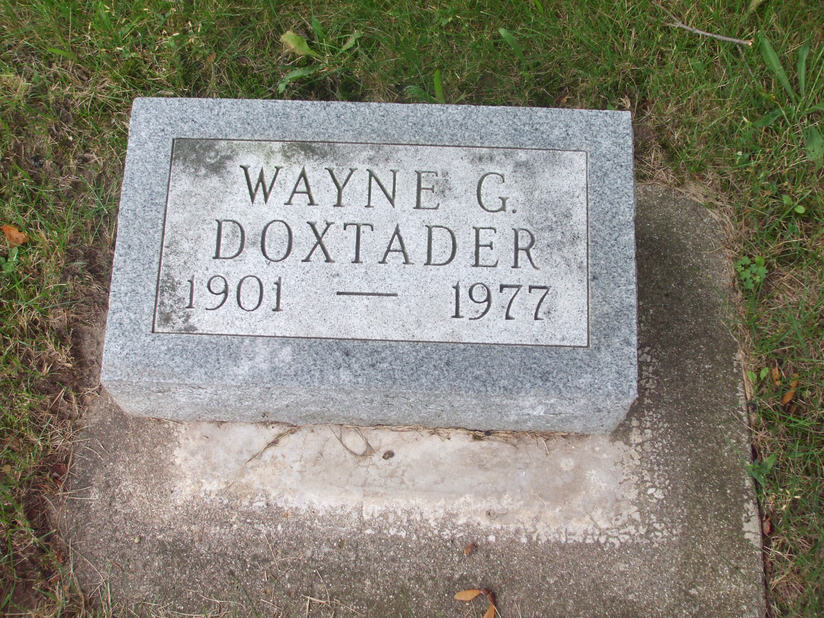 WAYNE G.
DOXTADER
1901 — 1977